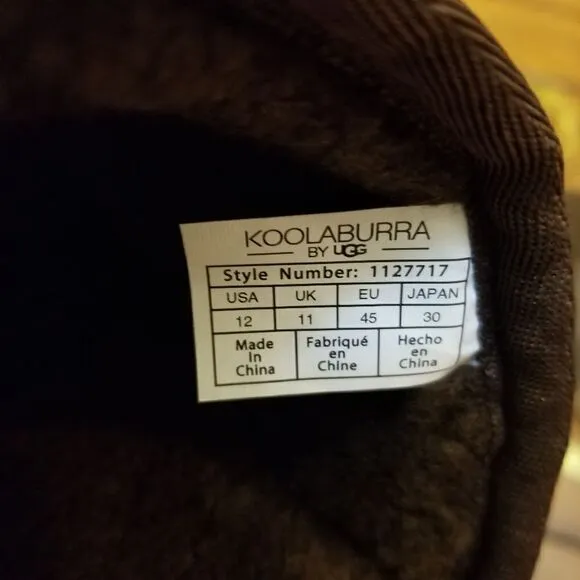 KOOLABURRA
BY UGG
Style Number: 1127717
USA UK EU JAPAN
12 11 45 30
Made in China
Fabriqué en Chine
Hecho en China